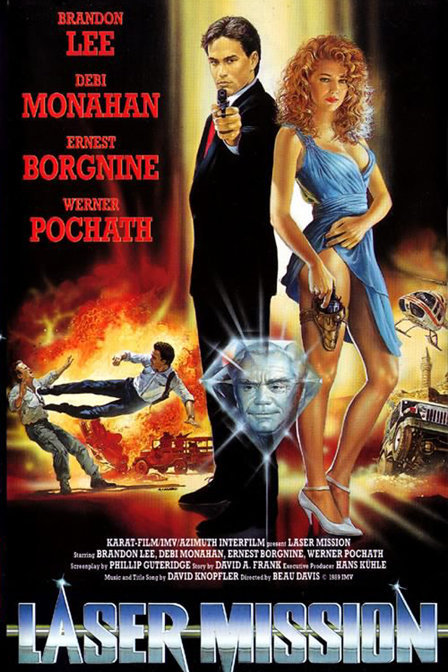 BRANDON
LEE
DEBI
MONAHAN
ERNEST
BORGNINE
WERNER
POCHATH
KARAT-FILM/IMV/AZIMUTH INTERFILM present LASER MISSION
Starring BRANDON LEE, DEBI MONAHAN, ERNEST BORGNINE, WERNER POCHATH
Screenplay by PHILLIP GUTERIDGE Story by DAVID A. FRANK Executive Producer HANS KÜHLE
Music and Title Song by DAVID KNOPFLER Directed by BEAU DAVIS © 1989 IMV
LASER MISSION